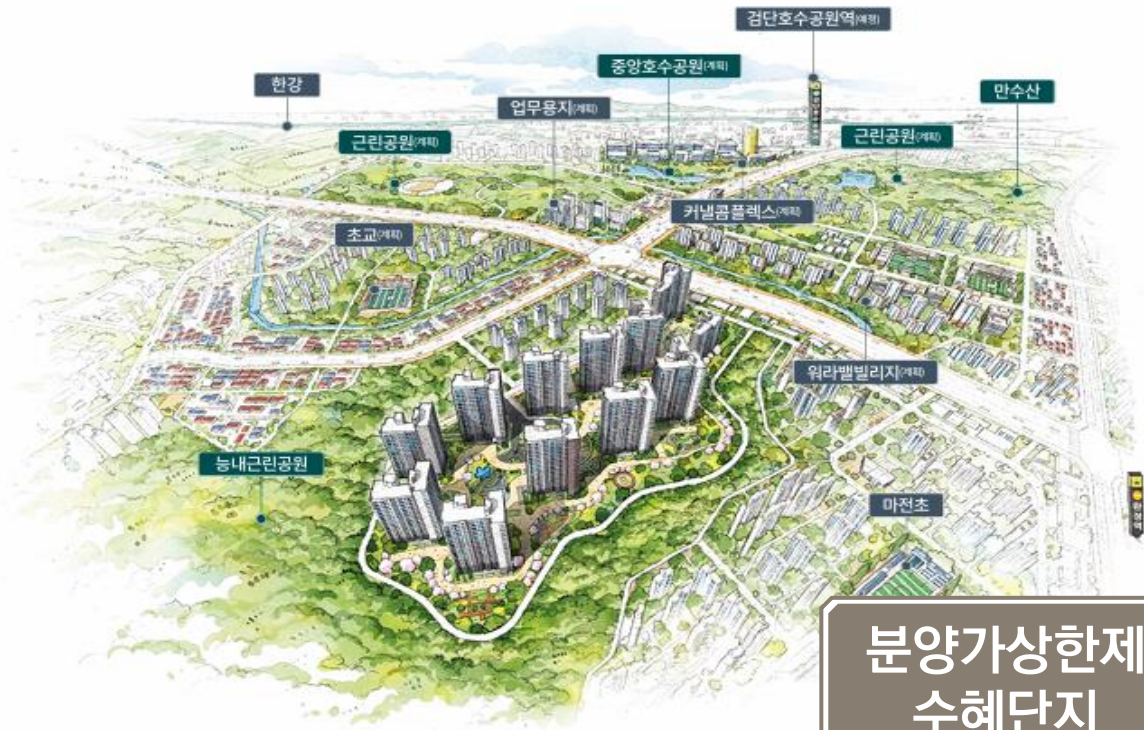 검단호수공원역(예정)
중앙호수공원(계획)
한강
만수산
업무용지(계획)
근린공원(계획)
근린공원(계획)
커낼콤플렉스(계획)
초교(계획)
워라밸빌리지(계획)
능내근린공원
마전초
분양가상한제
수혜단지